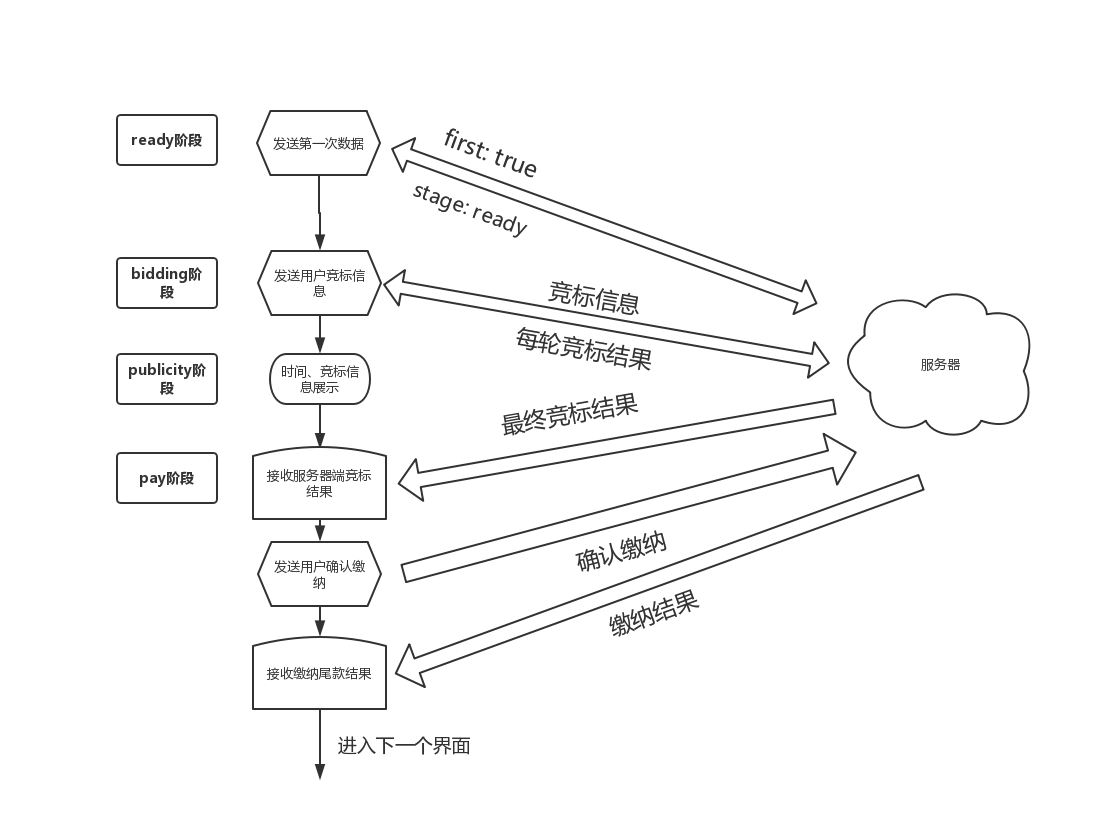 ready阶段
发送第一次数据
first: true
stage: ready
bidding阶
段
发送用户竞标信
息
竞标信息
每轮竞标结果
服务器
publicity阶
段
时间、竞标信
息展示
最终竞标结果
pay阶段
接收服务器端竞标
结果
确认缴纳
发送用户确认缴
纳
缴纳结果
接收缴纳尾款结果
进入下一个界面